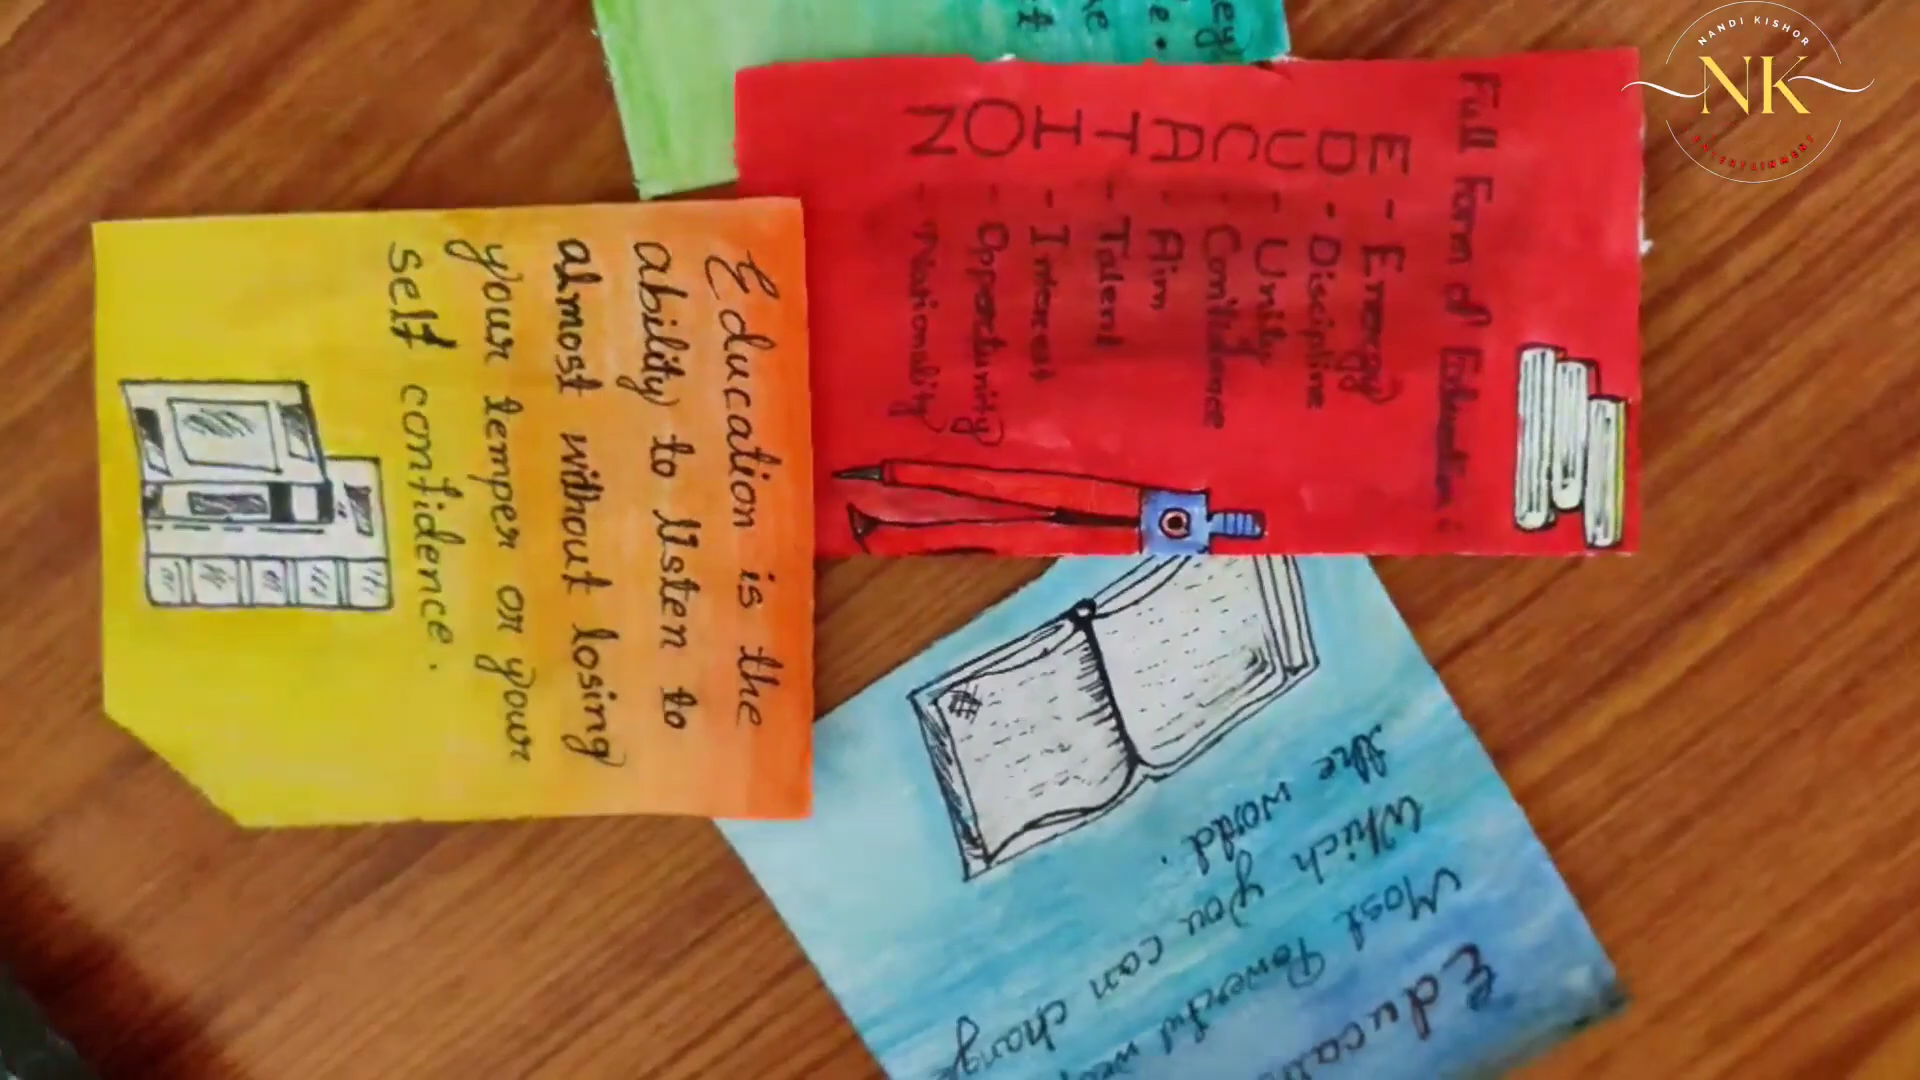 Full Form of Education :
E - Energy
D - Discipline
U - Unity
C - Confidence
A - Aim
T - Talent
I - Interest
O - Opportunity
N - Nationality
Education is the
ability to listen to
almost without losing
your temper or your
self confidence.
Most Powerful
Which you can
the world.
NANDI KISHOR
NK
ENTERTAINMENT